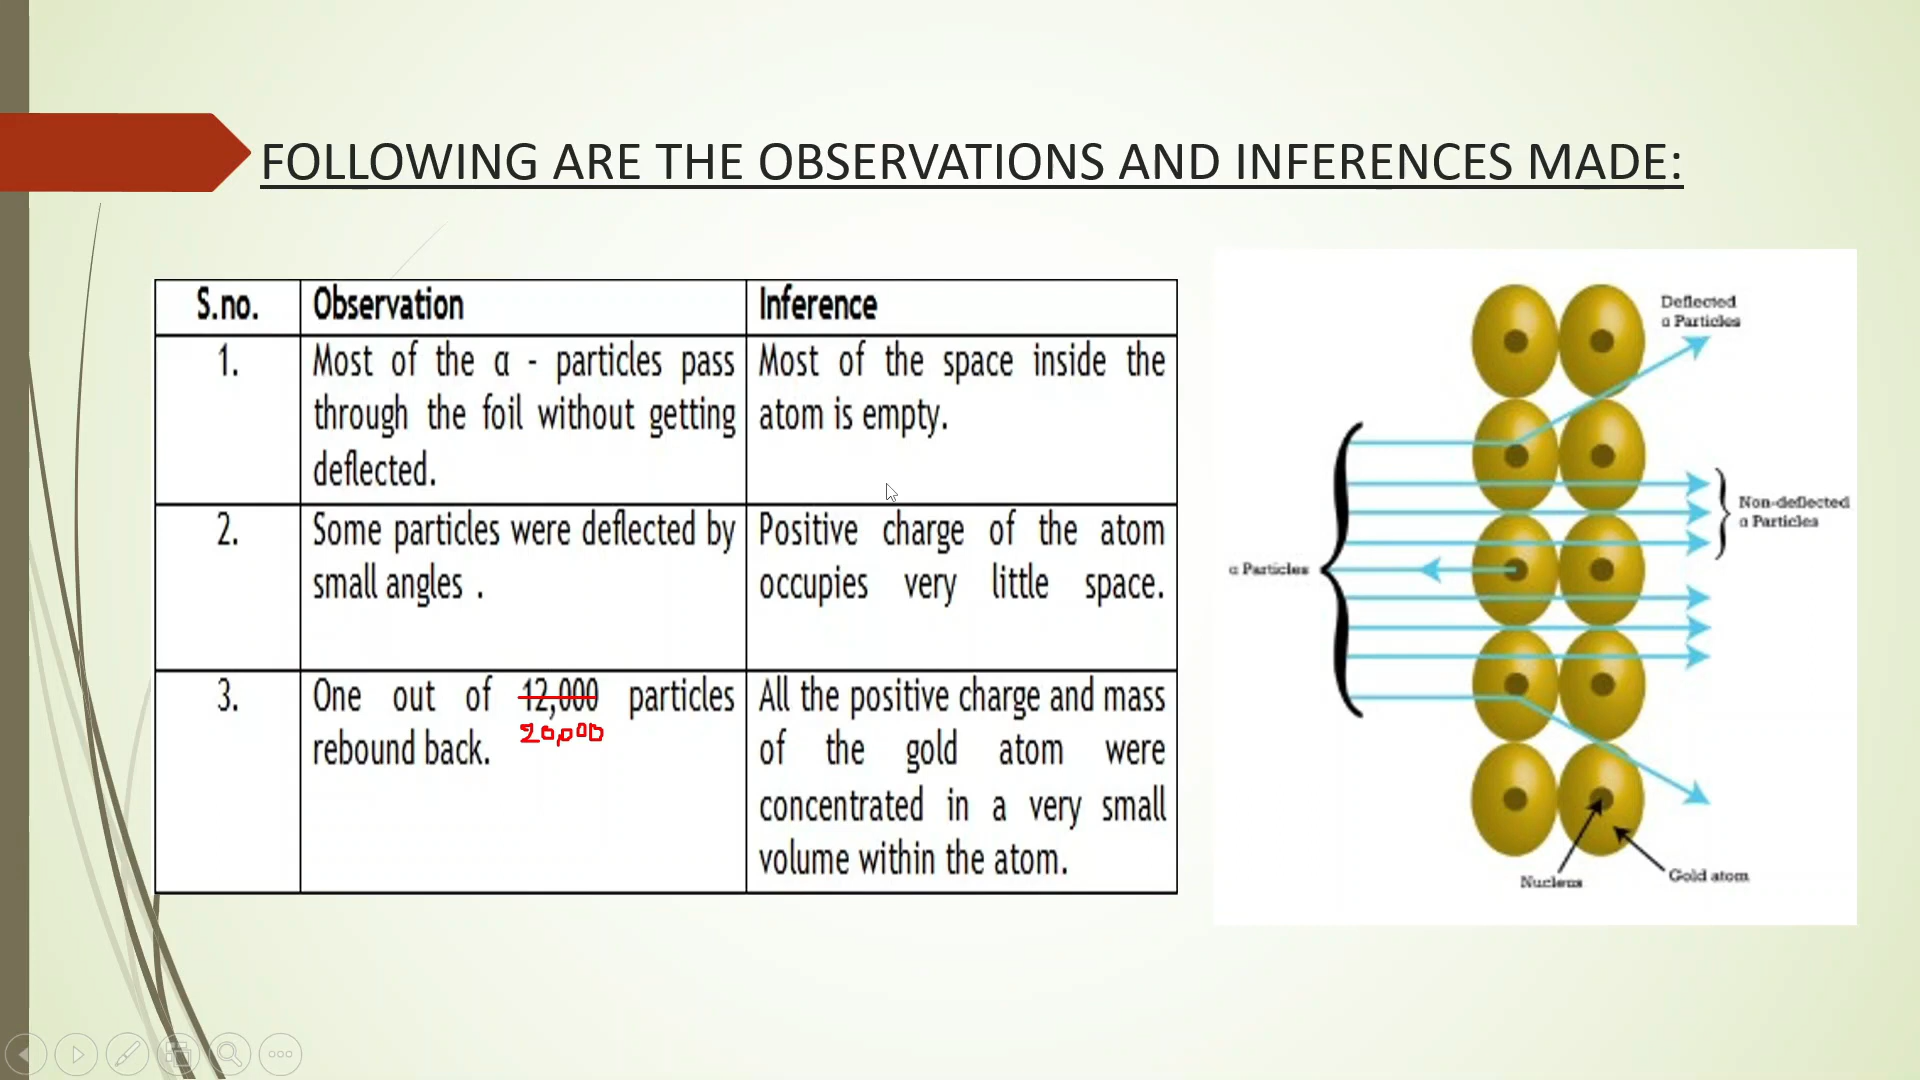 FOLLOWING ARE THE OBSERVATIONS AND INFERENCES MADE:
S.no. Observation Inference
1. Most of the α - particles pass through the foil without getting deflected.
Most of the space inside the atom is empty.
2. Some particles were deflected by small angles .
Positive charge of the atom occupies very little space.
3. One out of 12,000 particles
20,000
rebound back.
All the positive charge and mass of the gold atom were concentrated in a very small volume within the atom.
Deflected
α Particles
Non-deflected
α Particles
α Particles
Nucleus
Gold atom